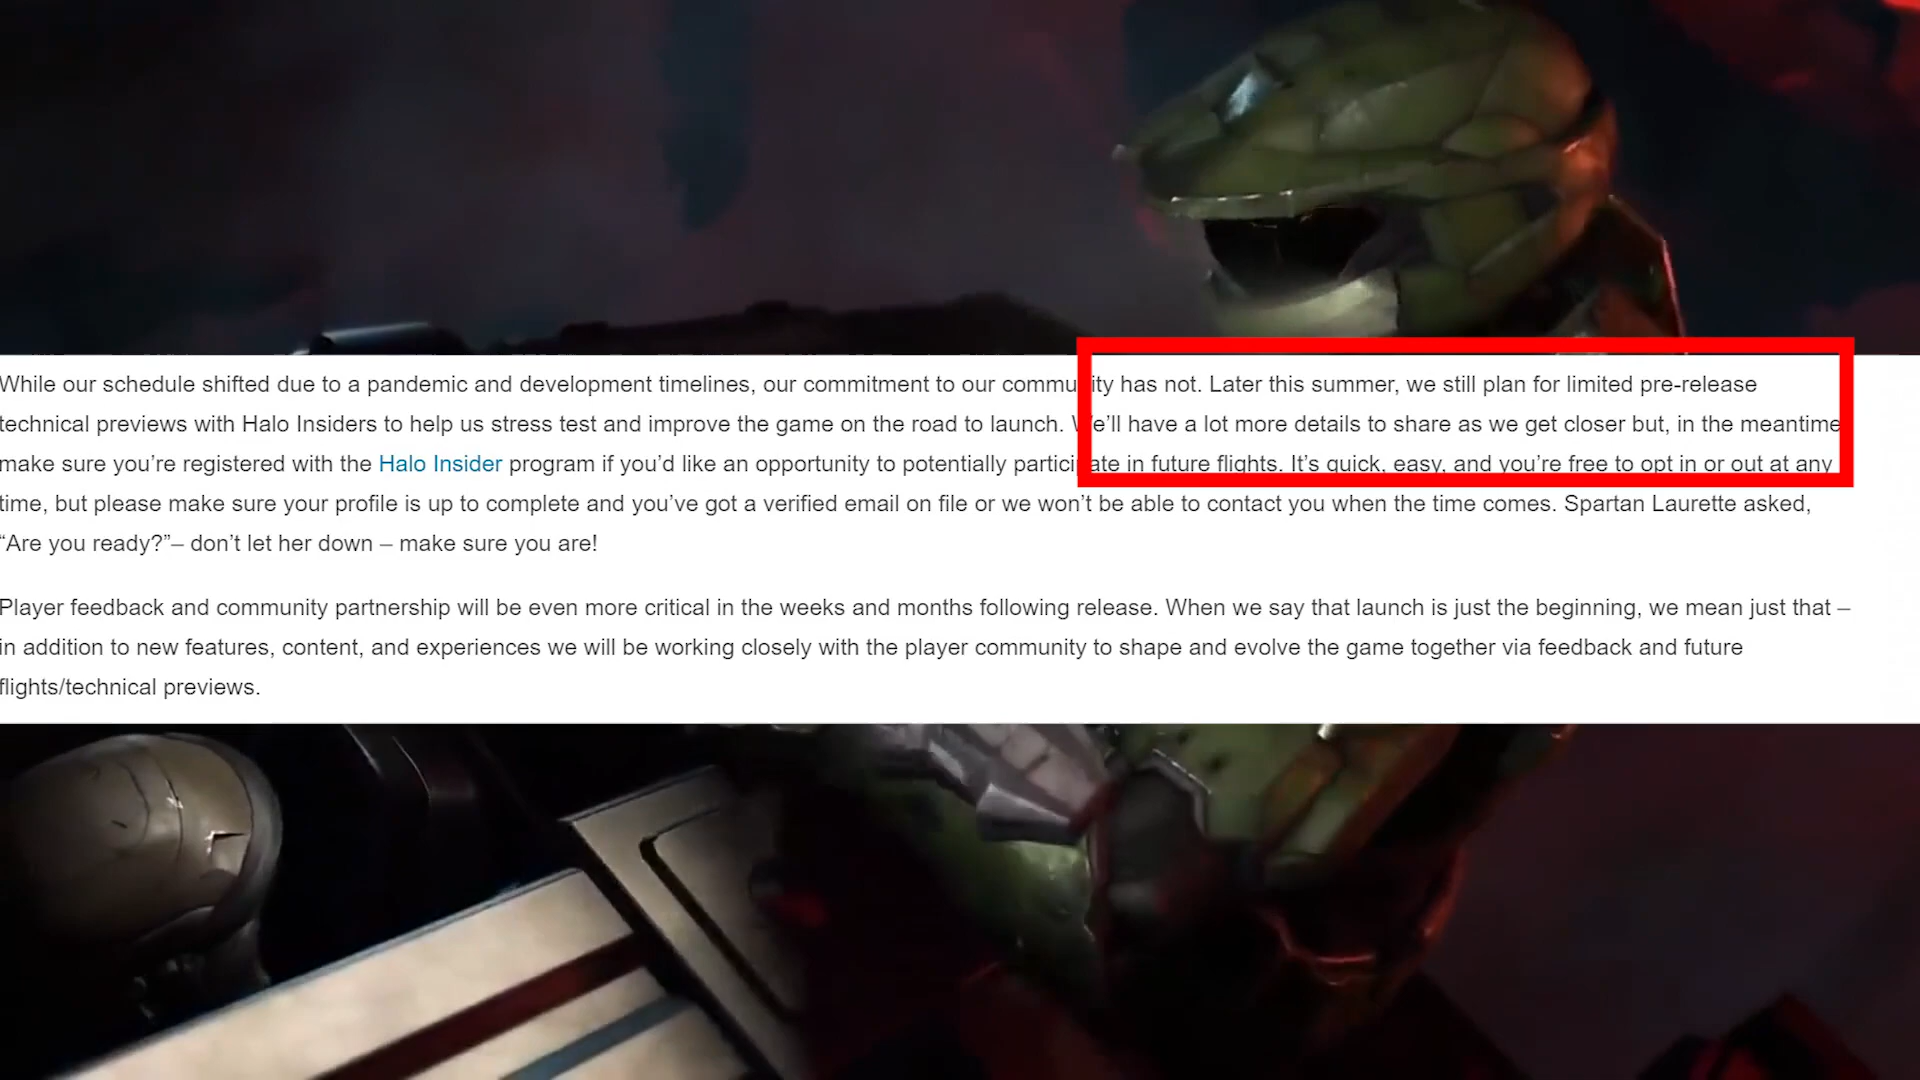 While our schedule shifted due to a pandemic and development timelines, our commitment to our community has not. Later this summer, we still plan for limited pre-release
technical previews with Halo Insiders to help us stress test and improve the game on the road to launch. We’ll have a lot more details to share as we get closer but, in the meantime
make sure you’re registered with the Halo Insider program if you’d like an opportunity to potentially participate in future flights. It’s quick, easy, and you’re free to opt in or out at any
time, but please make sure your profile is up to complete and you’ve got a verified email on file or we won’t be able to contact you when the time comes. Spartan Laurette asked,
“Are you ready?”– don’t let her down – make sure you are!
Player feedback and community partnership will be even more critical in the weeks and months following release. When we say that launch is just the beginning, we mean just that –
in addition to new features, content, and experiences we will be working closely with the player community to shape and evolve the game together via feedback and future
flights/technical previews.